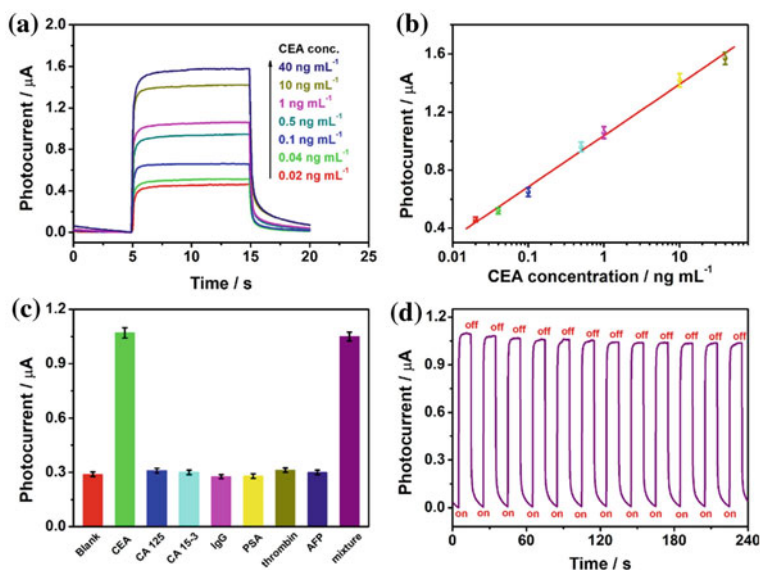 (a)
Photocurrent / μA
2.0
1.6
1.2
0.8
0.4
0.0
CEA conc.
40 ng mL⁻¹
10 ng mL⁻¹
1 ng mL⁻¹
0.5 ng mL⁻¹
0.1 ng mL⁻¹
0.04 ng mL⁻¹
0.02 ng mL⁻¹
0 5 10 15 20 25
Time / s
(b)
Photocurrent / μA
1.6
1.2
0.8
0.4
0.01 0.1 1 10
CEA concentration / ng mL⁻¹
(c)
Photocurrent / μA
1.2
0.9
0.6
0.3
0.0
Blank CEA CA 125 CA 15-3 IgG PSA thrombin AFP mixture
(d)
Photocurrent / μA
1.2
0.9
0.6
0.3
0.0
off off off off off off off off off off off off
on on on on on on on on on on on on
0 60 120 180 240
Time / s